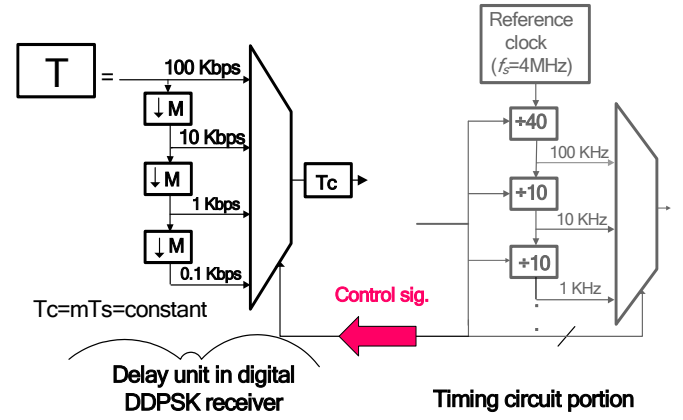 T
=
100 Kbps
↓ M
10 Kbps
↓ M
1 Kbps
↓ M
0.1 Kbps
Tc
Tc=mTs=constant
Delay unit in digital
DDPSK receiver
Control sig.
Reference
clock
(fs=4MHz)
÷40
100 KHz
÷10
10 KHz
÷10
1 KHz
Timing circuit portion